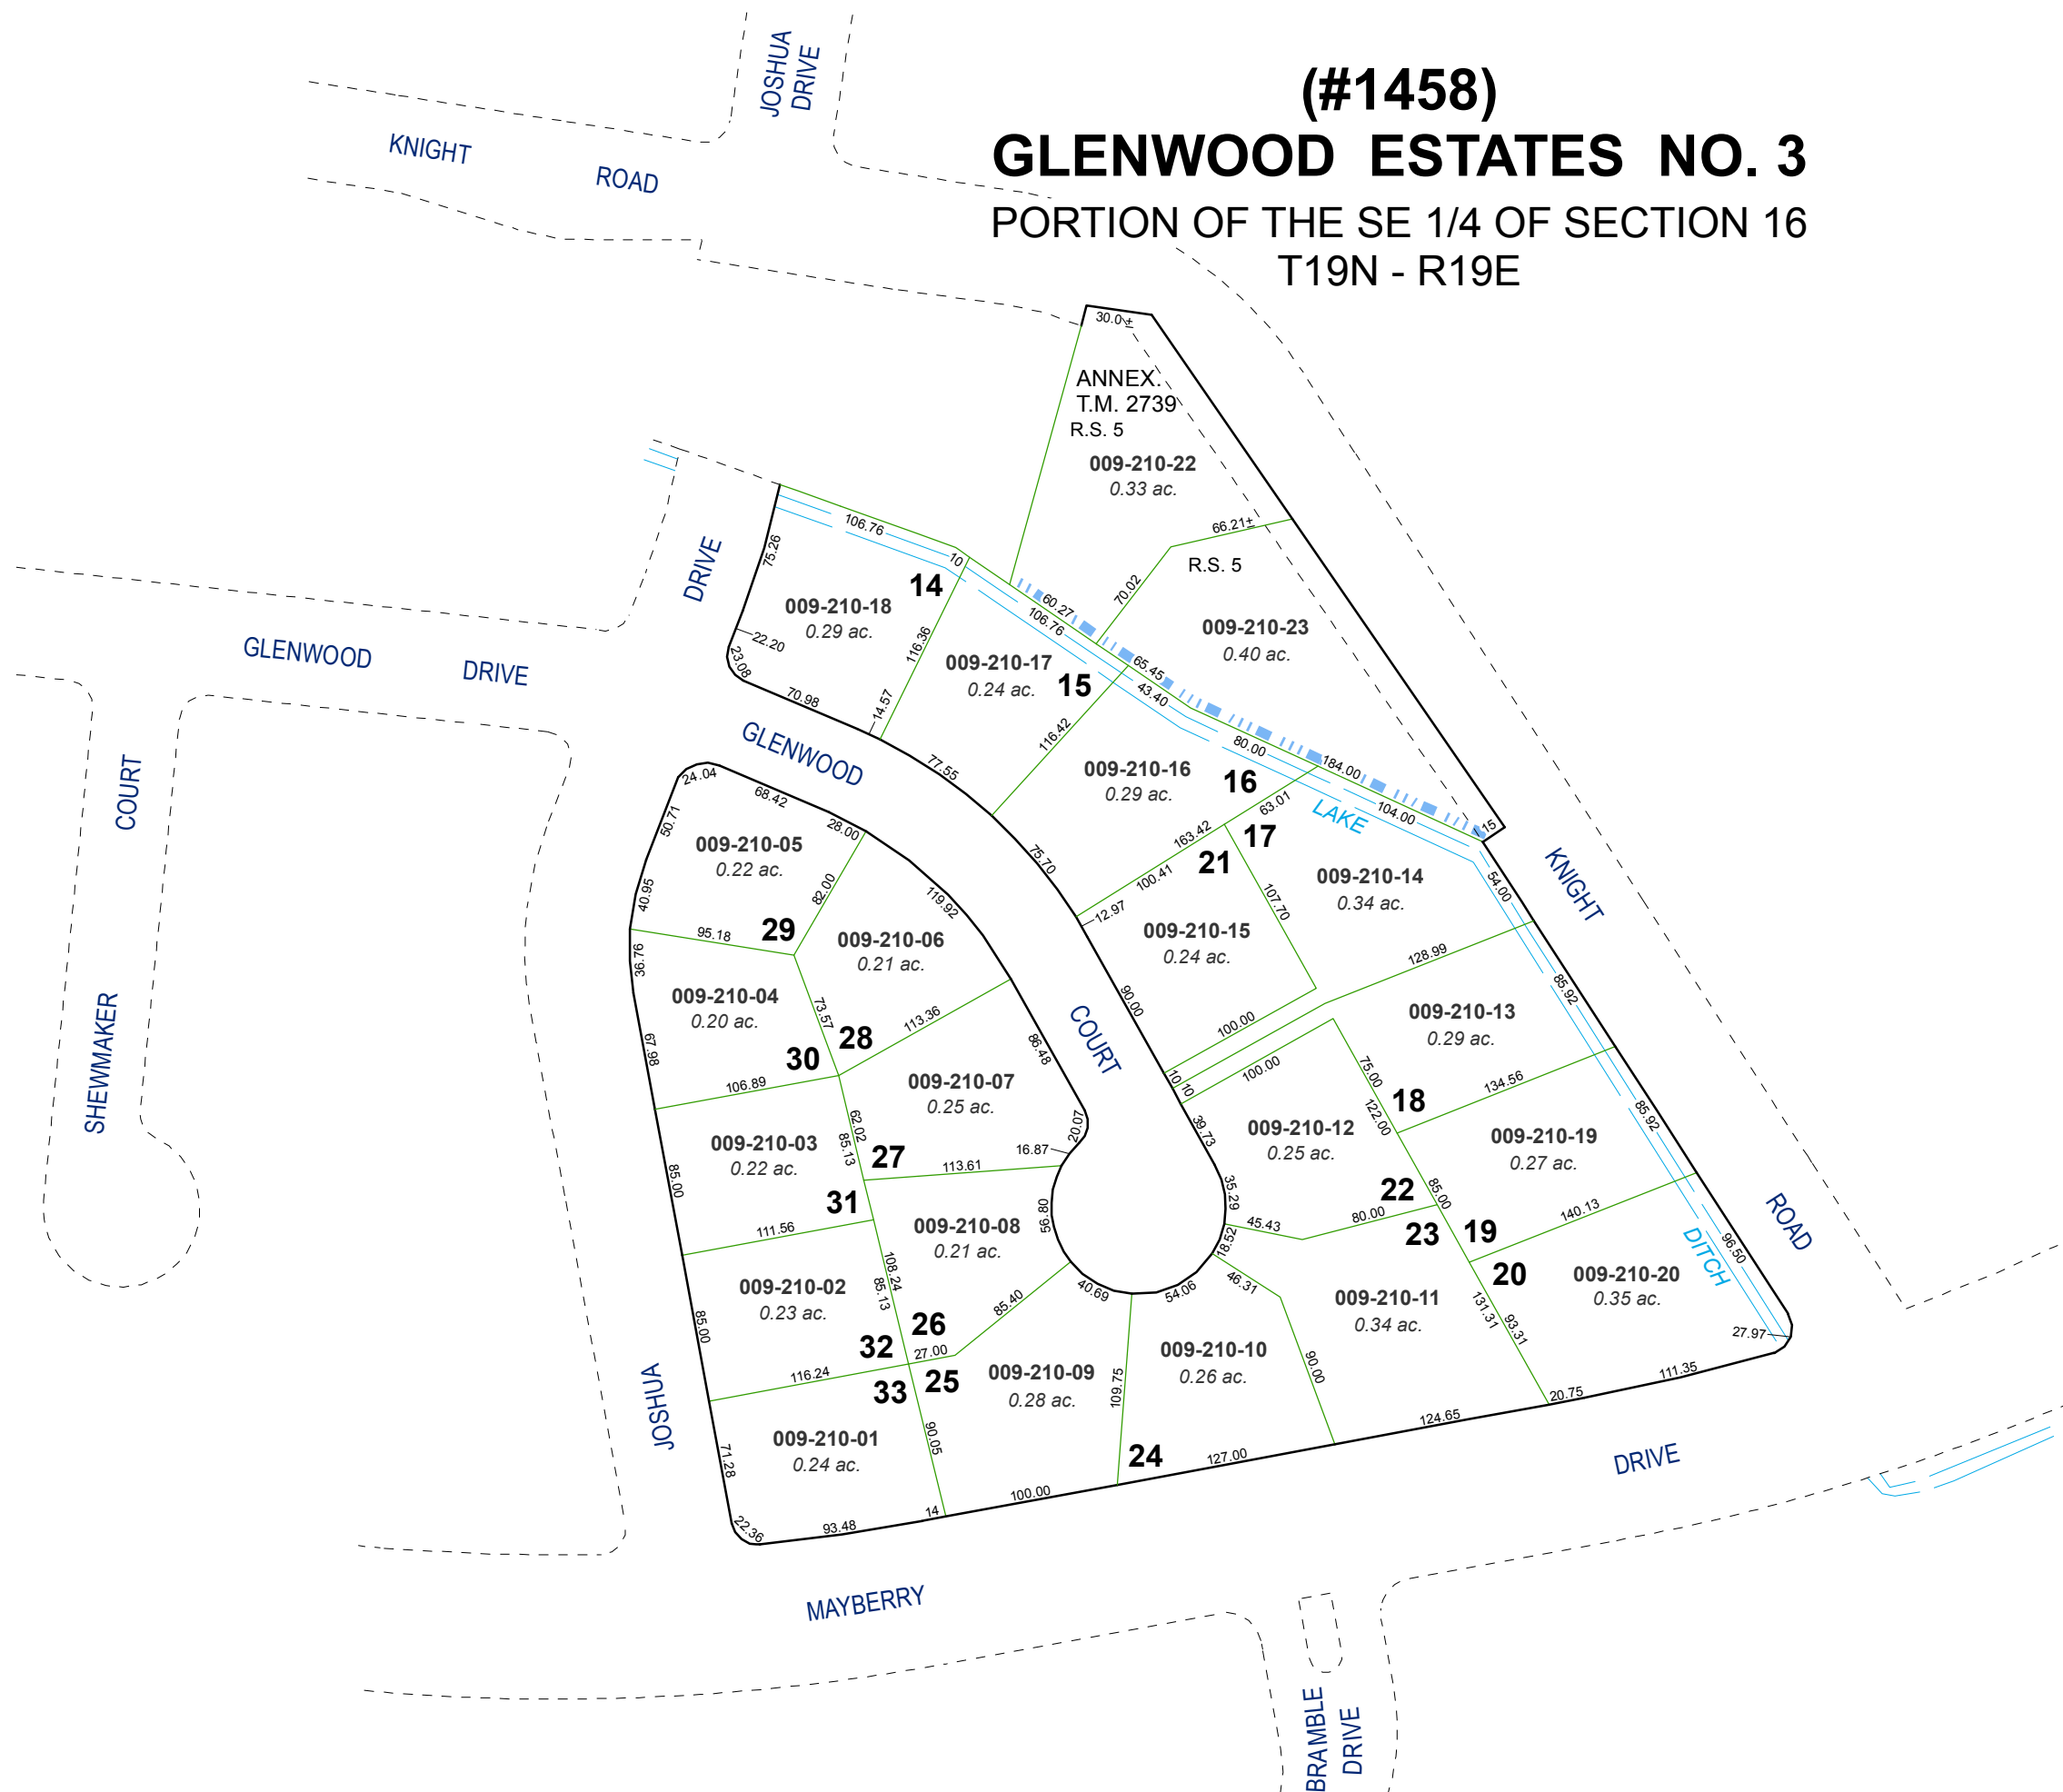 (#1458)
GLENWOOD ESTATES NO. 3
PORTION OF THE SE 1/4 OF SECTION 16
T19N - R19E
JOSHUA
DRIVE
KNIGHT
ROAD
30.0 ±
ANNEX.
T.M. 2739
R.S. 5
009-210-22
0.33 ac.
66.21±
R.S. 5
70.02
009-210-23
0.40 ac.
DRIVE
106.76
10
75.26
14
009-210-18
0.29 ac.
22.20
23.08
70.98
116.36
14.57
60.27
106.76
009-210-17
0.24 ac.
15
65.45
43.40
116.42
77.55
GLENWOOD
DRIVE
GLENWOOD
009-210-16
0.29 ac.
16
80.00
184.00
104.00
15
LAKE
63.01
163.42
17
21
100.41
75.70
12.97
107.70
009-210-14
0.34 ac.
54.00
KNIGHT
24.04
68.42
28.00
50.71
009-210-05
0.22 ac.
82.00
40.95
29
95.18
119.92
009-210-06
0.21 ac.
36.76
009-210-04
0.20 ac.
73.57
28
113.36
30
67.98
106.89
009-210-15
0.24 ac.
90.00
128.99
85.92
COURT
100.00
10
10
100.00
009-210-13
0.29 ac.
86.48
009-210-07
0.25 ac.
20.07
16.87
62.02
85.13
27
113.61
009-210-03
0.22 ac.
85.00
31
111.56
75.00
18
122.00
134.56
85.92
39.73
009-210-12
0.25 ac.
009-210-19
0.27 ac.
35.29
22
85.00
80.00
45.43
23
19
140.13
ROAD
18.52
56.80
009-210-08
0.21 ac.
108.24
85.13
009-210-02
0.23 ac.
85.00
40.69
54.06
46.31
20
96.50
DITCH
009-210-20
0.35 ac.
009-210-11
0.34 ac.
131.31
93.31
27.97
85.40
26
32
27.00
25
33
116.24
009-210-09
0.28 ac.
109.75
009-210-10
0.26 ac.
90.00
111.35
20.75
124.65
127.00
24
100.00
90.05
009-210-01
0.24 ac.
71.28
22.36
93.48
14
COURT
SHEWMAKER
JOSHUA
DRIVE
MAYBERRY
BRAMBLE
DRIVE